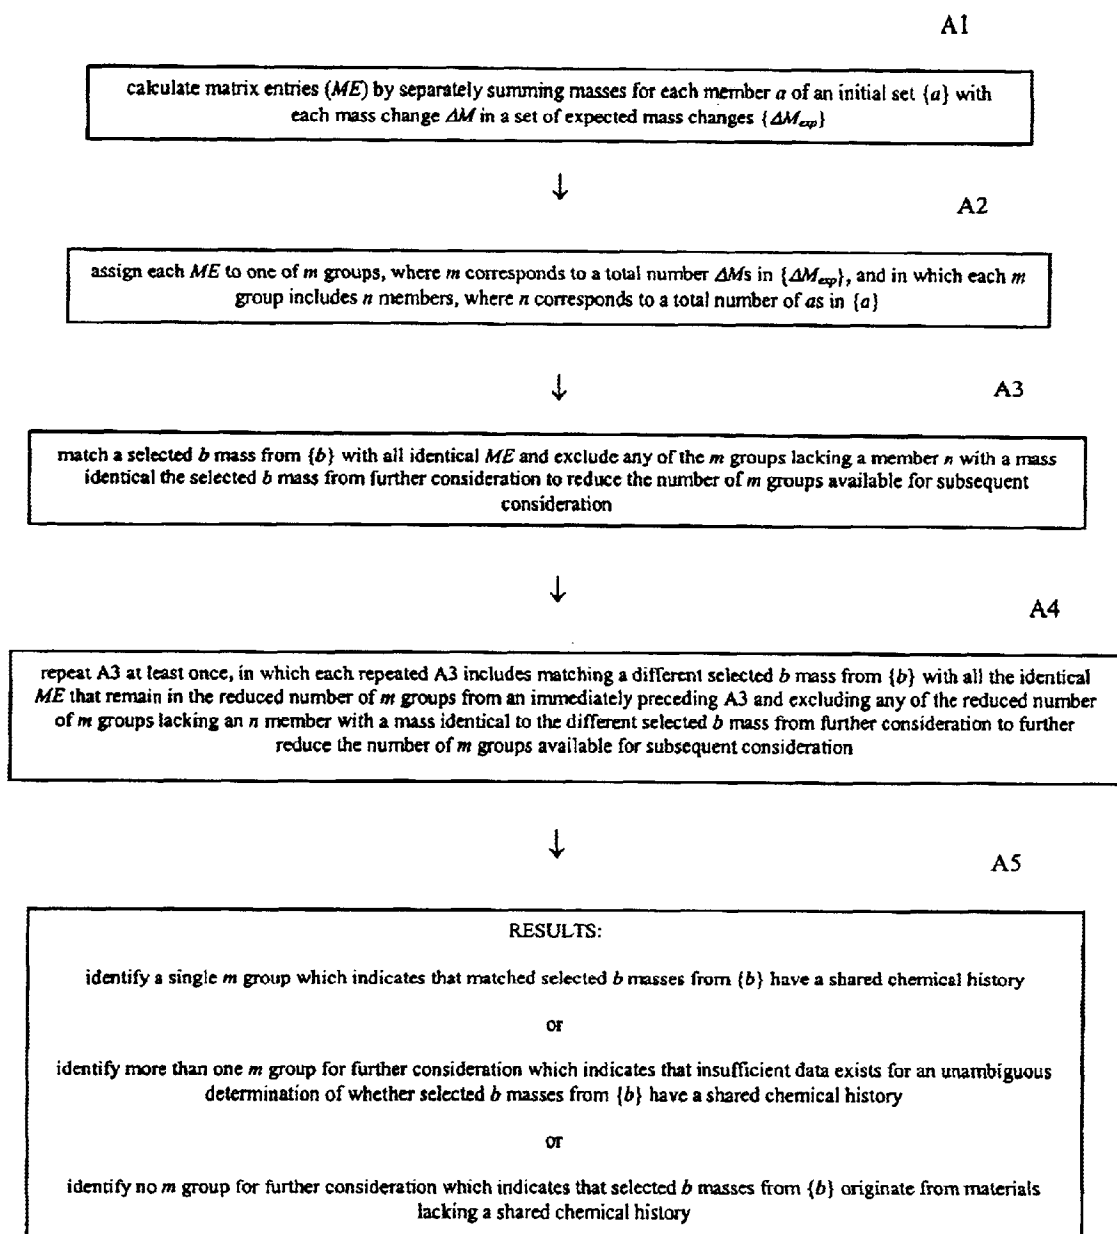 A1
calculate matrix entries (ME) by separately summing masses for each member a of an initial set {a} with
each mass change ΔM in a set of expected mass changes {ΔM_exp}
↓
A2
assign each ME to one of m groups, where m corresponds to a total number ΔMs in {ΔM_exp}, and in which each m
group includes n members, where n corresponds to a total number of as in {a}
↓
A3
match a selected b mass from {b} with all identical ME and exclude any of the m groups lacking a member n with a mass
identical the selected b mass from further consideration to reduce the number of m groups available for subsequent
consideration
↓
A4
repeat A3 at least once, in which each repeated A3 includes matching a different selected b mass from {b} with all the identical
ME that remain in the reduced number of m groups from an immediately preceding A3 and excluding any of the reduced number
of m groups lacking an n member with a mass identical to the different selected b mass from further consideration to further
reduce the number of m groups available for subsequent consideration
↓
A5
RESULTS:
identify a single m group which indicates that matched selected b masses from {b} have a shared chemical history
or
identify more than one m group for further consideration which indicates that insufficient data exists for an unambiguous
determination of whether selected b masses from {b} have a shared chemical history
or
identify no m group for further consideration which indicates that selected b masses from {b} originate from materials
lacking a shared chemical history